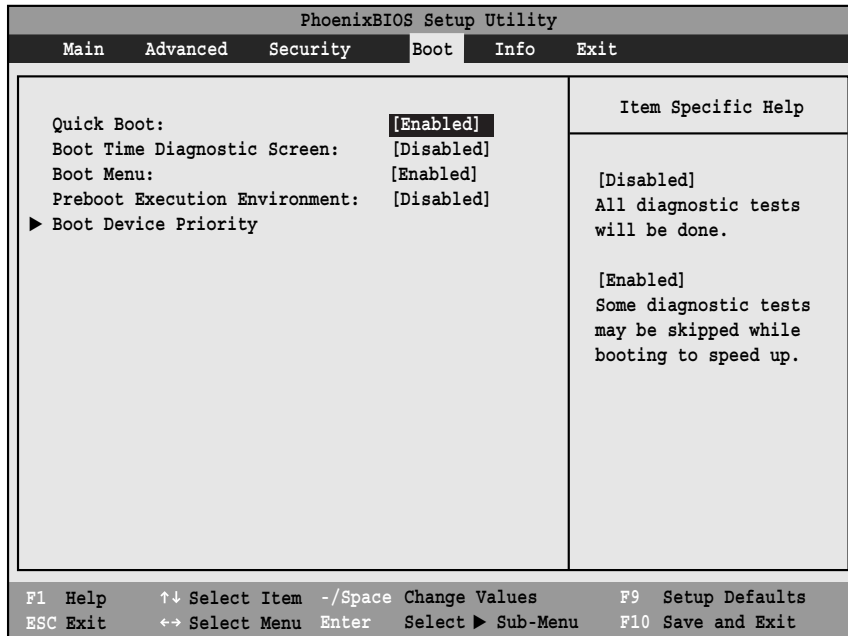 PhoenixBIOS Setup Utility
Main Advanced Security Boot Info Exit
Quick Boot: [Enabled]
Boot Time Diagnostic Screen: [Disabled]
Boot Menu: [Enabled]
Preboot Execution Environment: [Disabled]
▶ Boot Device Priority
Item Specific Help
[Disabled]
All diagnostic tests
will be done.
[Enabled]
Some diagnostic tests
may be skipped while
booting to speed up.
F1 Help ↑↓ Select Item -/Space Change Values F9 Setup Defaults
ESC Exit ←→ Select Menu Enter Select ▶ Sub-Menu F10 Save and Exit